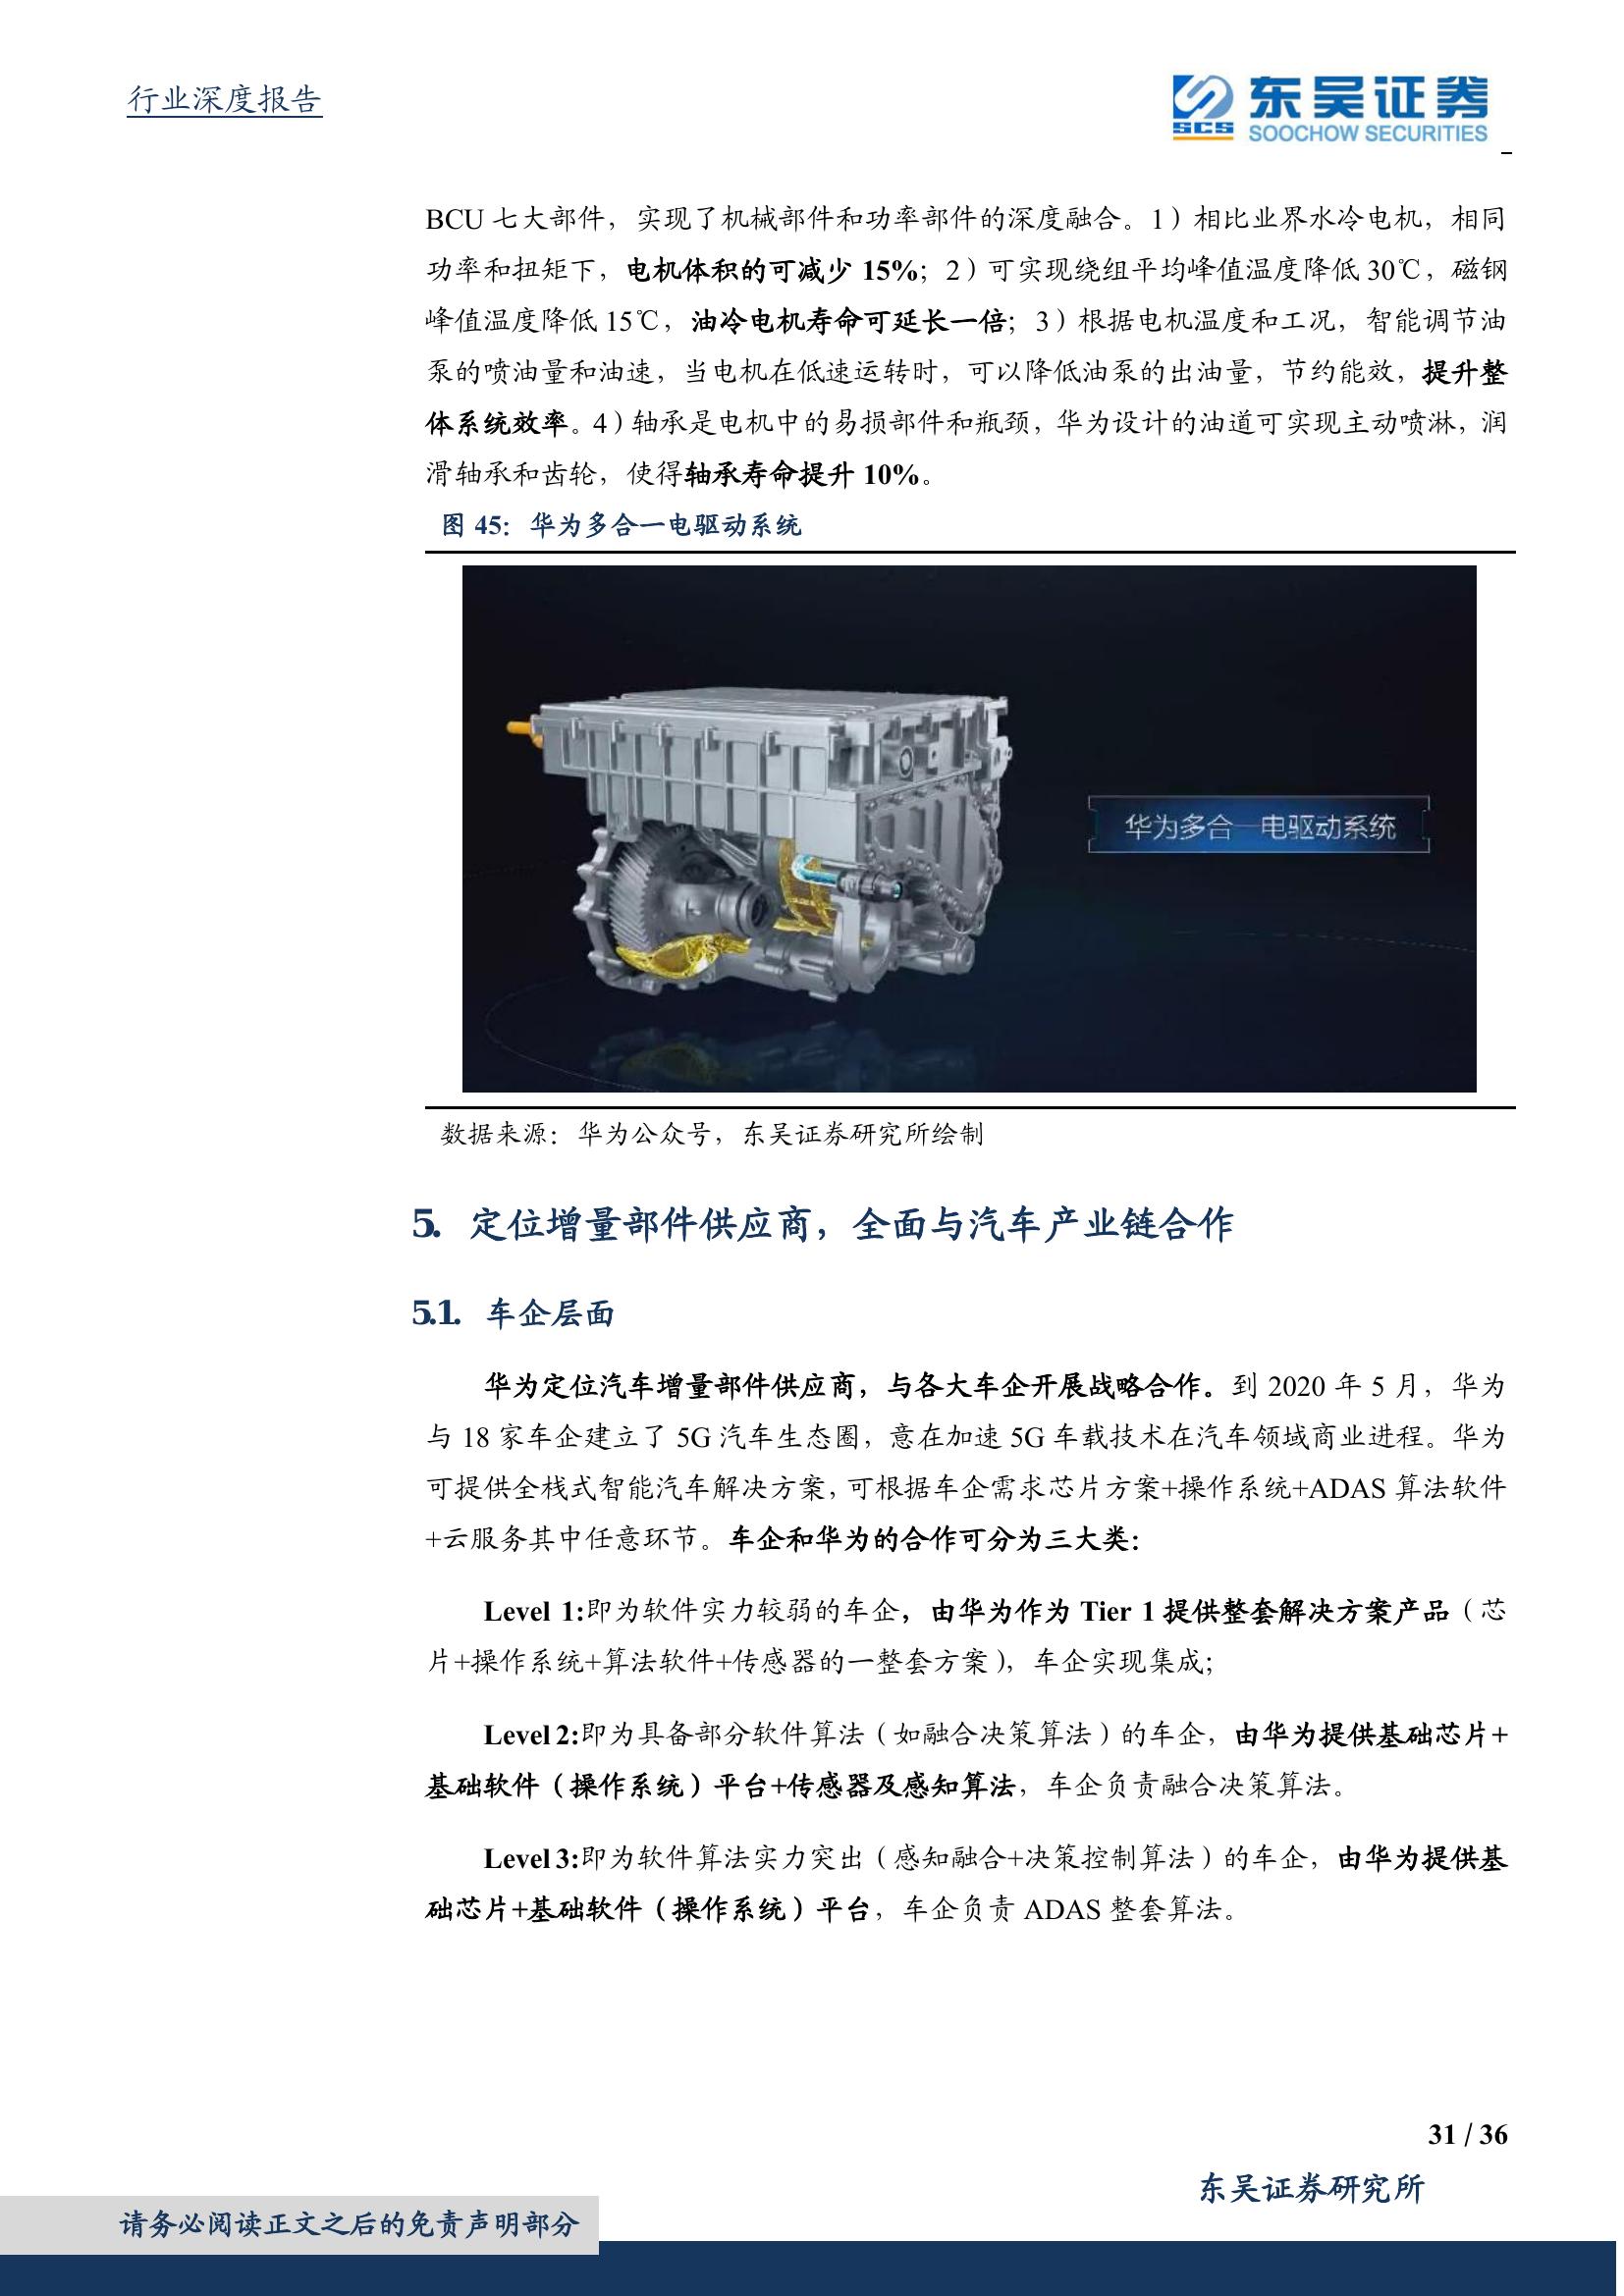 行业深度报告
SCS
东吴证券
SOOCHOW SECURITIES
BCU 七大部件，实现了机械部件和功率部件的深度融合。1）相比业界水冷电机，相同
功率和扭矩下，电机体积的可减少 15%；2）可实现绕组平均峰值温度降低 30℃，磁钢
峰值温度降低 15℃，油冷电机寿命可延长一倍；3）根据电机温度和工况，智能调节油
泵的喷油量和油速，当电机在低速运转时，可以降低油泵的出油量，节约能效，提升整
体系统效率。4）轴承是电机中的易损部件和瓶颈，华为设计的油道可实现主动喷淋，润
滑轴承和齿轮，使得轴承寿命提升 10%。
图 45：华为多合一电驱动系统
华为多合一电驱动系统
数据来源：华为公众号，东吴证券研究所绘制
5. 定位增量部件供应商，全面与汽车产业链合作
5.1. 车企层面
华为定位汽车增量部件供应商，与各大车企开展战略合作。到 2020 年 5 月，华为
与 18 家车企建立了 5G 汽车生态圈，意在加速 5G 车载技术在汽车领域商业进程。华为
可提供全栈式智能汽车解决方案，可根据车企需求芯片方案+操作系统+ADAS 算法软件
+云服务其中任意环节。车企和华为的合作可分为三大类：
Level 1:即为软件实力较弱的车企，由华为作为 Tier 1 提供整套解决方案产品（芯
片+操作系统+算法软件+传感器的一整套方案），车企实现集成；
Level 2:即为具备部分软件算法（如融合决策算法）的车企，由华为提供基础芯片+
基础软件（操作系统）平台+传感器及感知算法，车企负责融合决策算法。
Level 3:即为软件算法实力突出（感知融合+决策控制算法）的车企，由华为提供基
础芯片+基础软件（操作系统）平台，车企负责 ADAS 整套算法。
31 / 36
东吴证券研究所
请务必阅读正文之后的免责声明部分